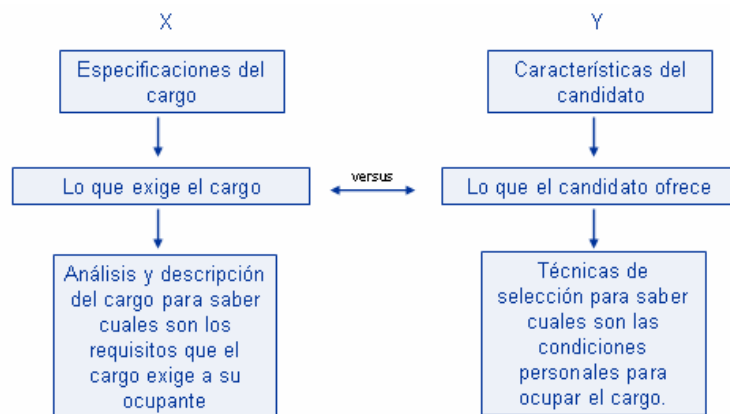 X
Y
Especificaciones del
cargo
Características del
candidato
Lo que exige el cargo
versus
Lo que el candidato ofrece
Análisis y descripción
del cargo para saber
cuales son los
requisitos que el
cargo exige a su
ocupante
Técnicas de
selección para saber
cuales son las
condiciones
personales para
ocupar el cargo.